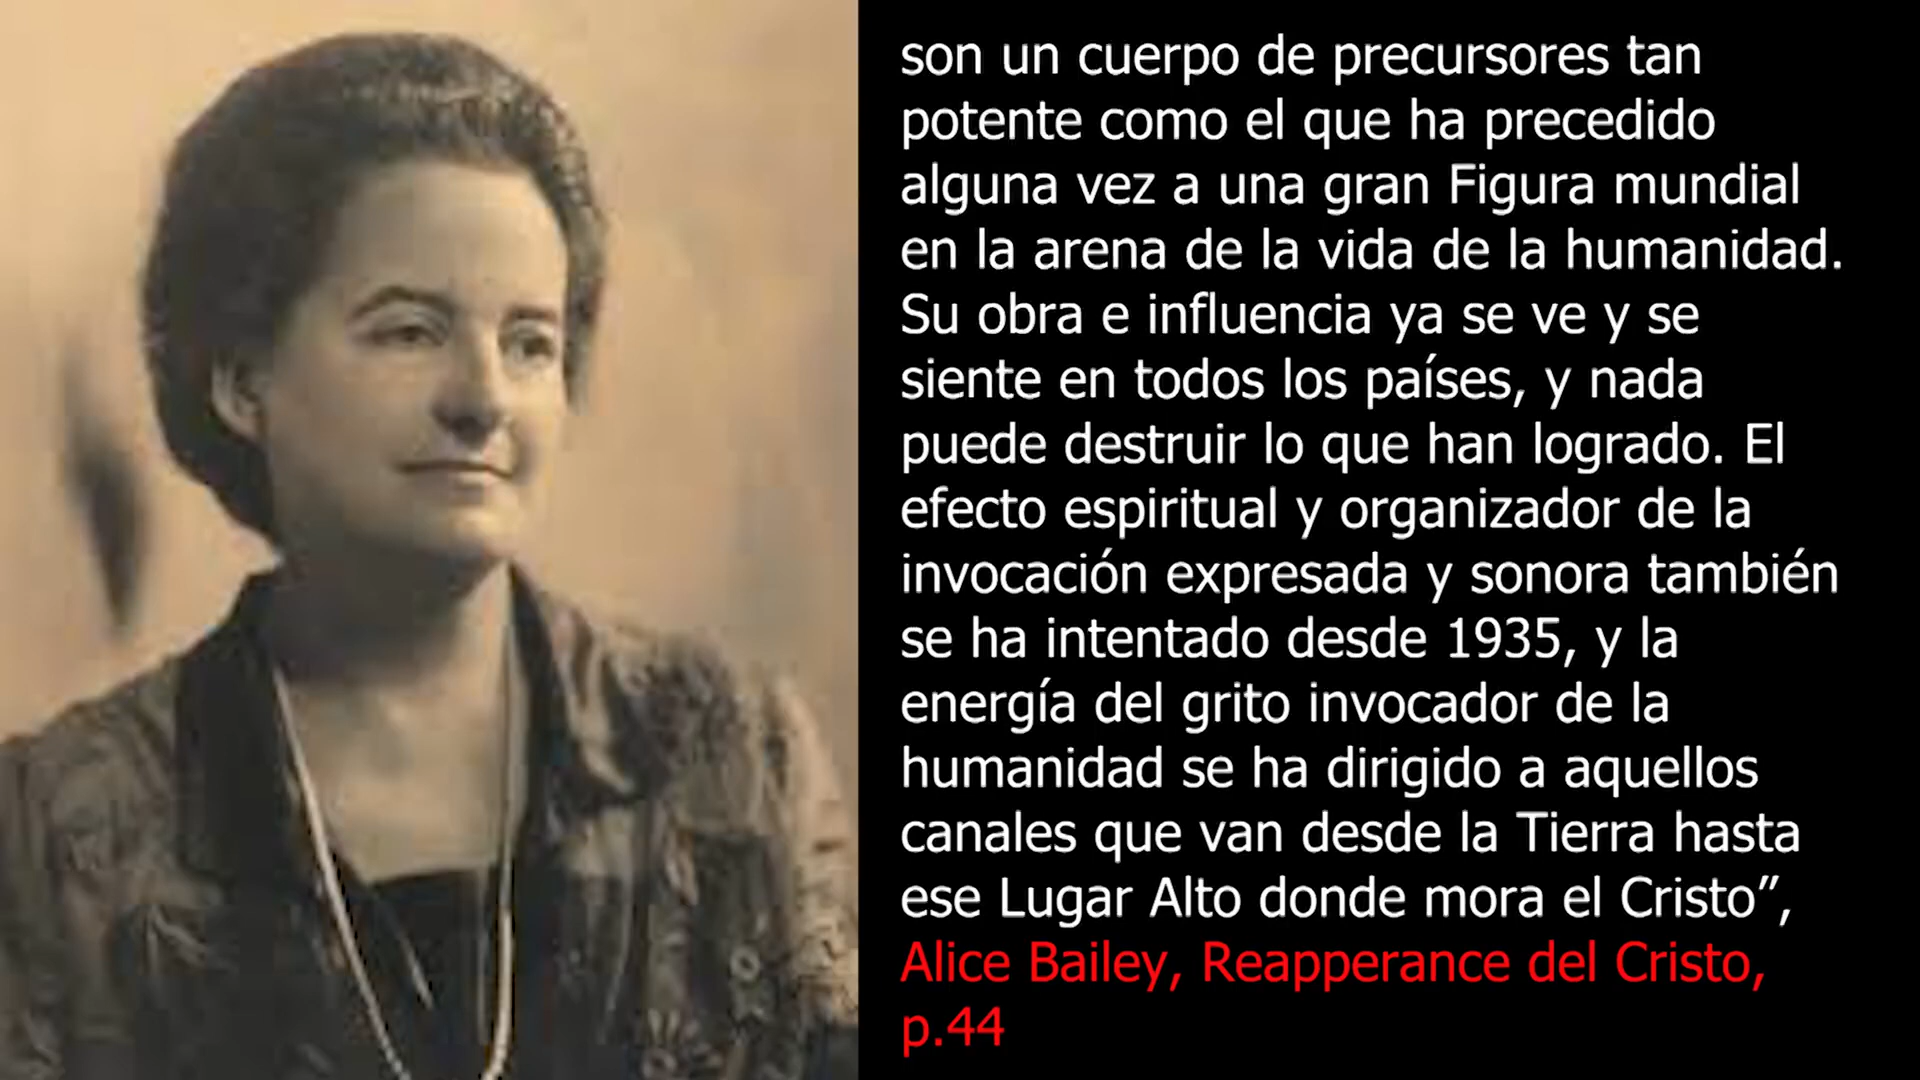 son un cuerpo de precursores tan
potente como el que ha precedido
alguna vez a una gran Figura mundial
en la arena de la vida de la humanidad.
Su obra e influencia ya se ve y se
siente en todos los países, y nada
puede destruir lo que han logrado. El
efecto espiritual y organizador de la
invocación expresada y sonora también
se ha intentado desde 1935, y la
energía del grito invocador de la
humanidad se ha dirigido a aquellos
canales que van desde la Tierra hasta
ese Lugar Alto donde mora el Cristo”,
Alice Bailey, Reapperance del Cristo,
p.44